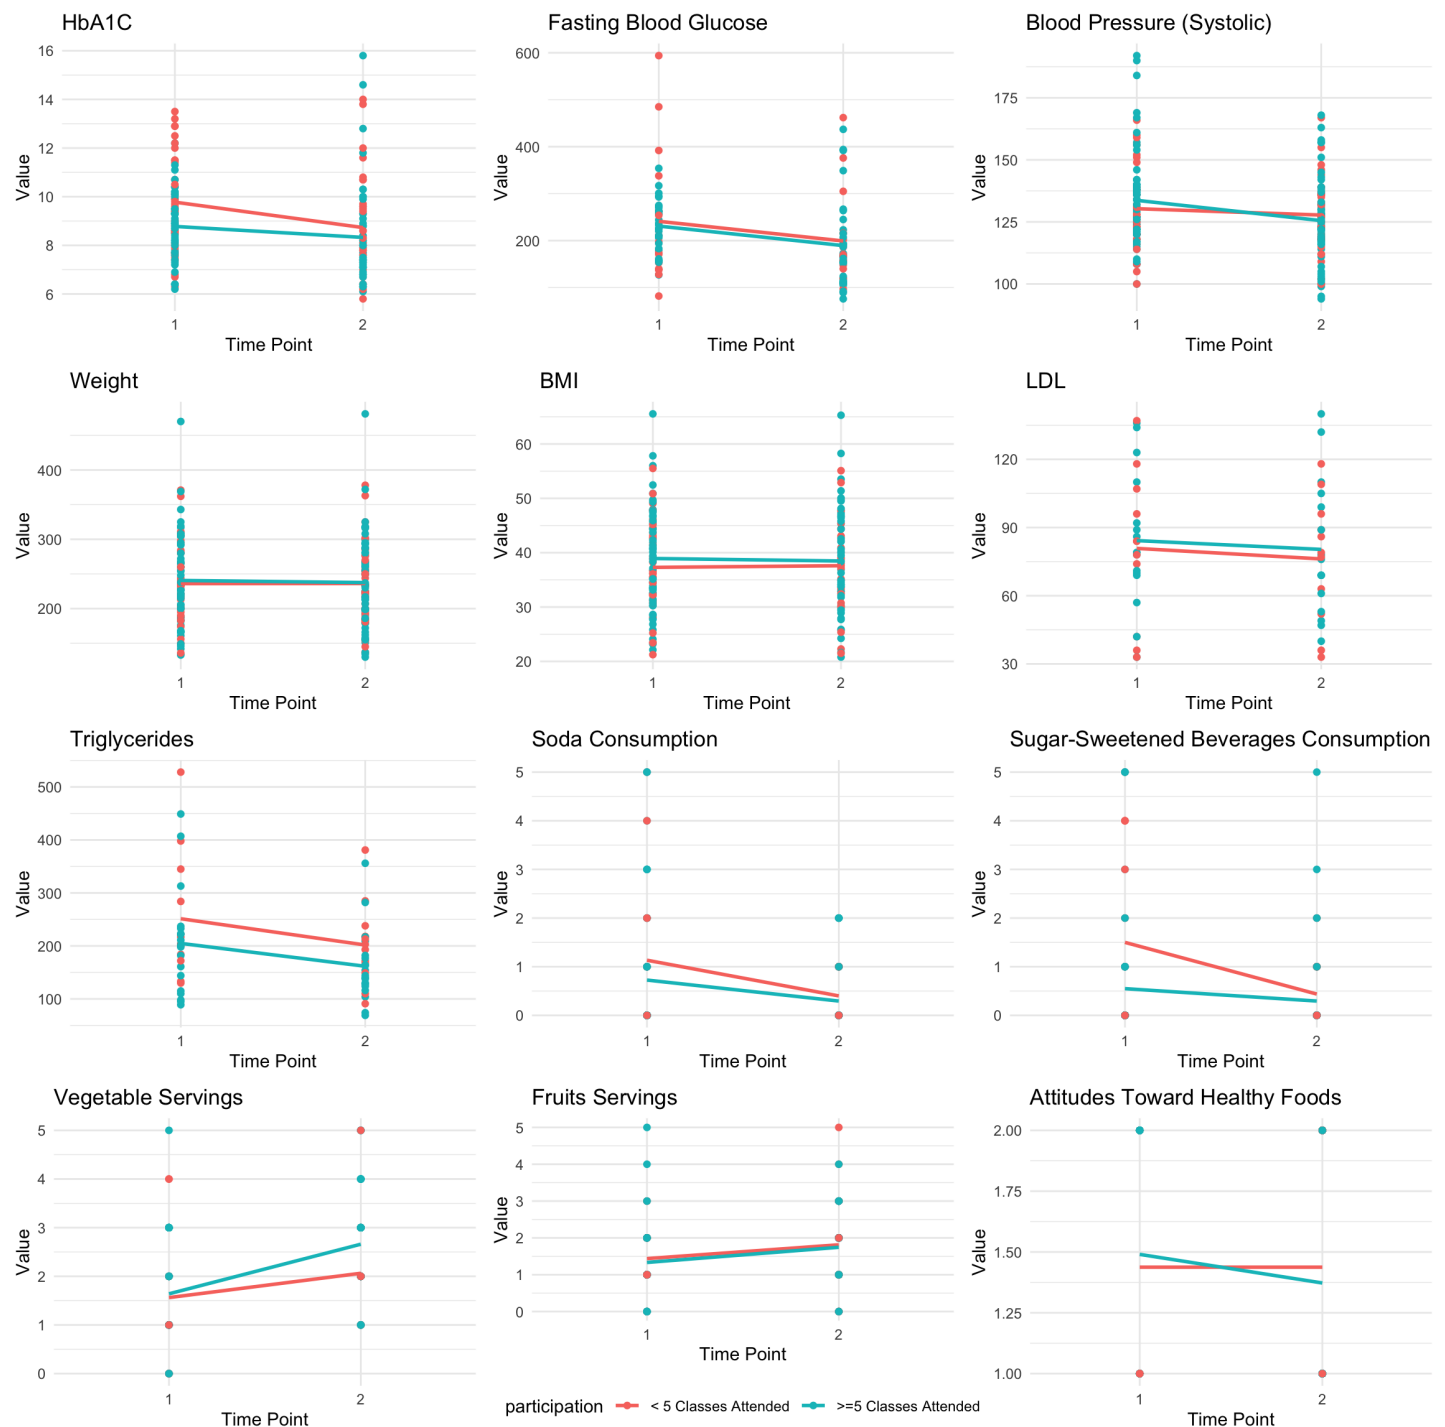 HbA1C
Fasting Blood Glucose
Blood Pressure (Systolic)
16
14
12
10
8
6
Value
1
2
Time Point
600
400
200
Value
1
2
Time Point
175
150
125
100
Value
1
2
Time Point
Weight
BMI
LDL
400
300
200
Value
1
2
Time Point
60
50
40
30
20
Value
1
2
Time Point
120
90
60
30
Value
1
2
Time Point
Triglycerides
Soda Consumption
Sugar-Sweetened Beverages Consumption
500
400
300
200
100
Value
1
2
Time Point
5
4
3
2
1
0
Value
1
2
Time Point
5
4
3
2
1
0
Value
1
2
Time Point
Vegetable Servings
Fruits Servings
Attitudes Toward Healthy Foods
5
4
3
2
1
0
Value
1
2
Time Point
5
4
3
2
1
0
Value
1
2
Time Point
2.00
1.75
1.50
1.25
1.00
Value
1
2
Time Point
participation < 5 Classes Attended >=5 Classes Attended